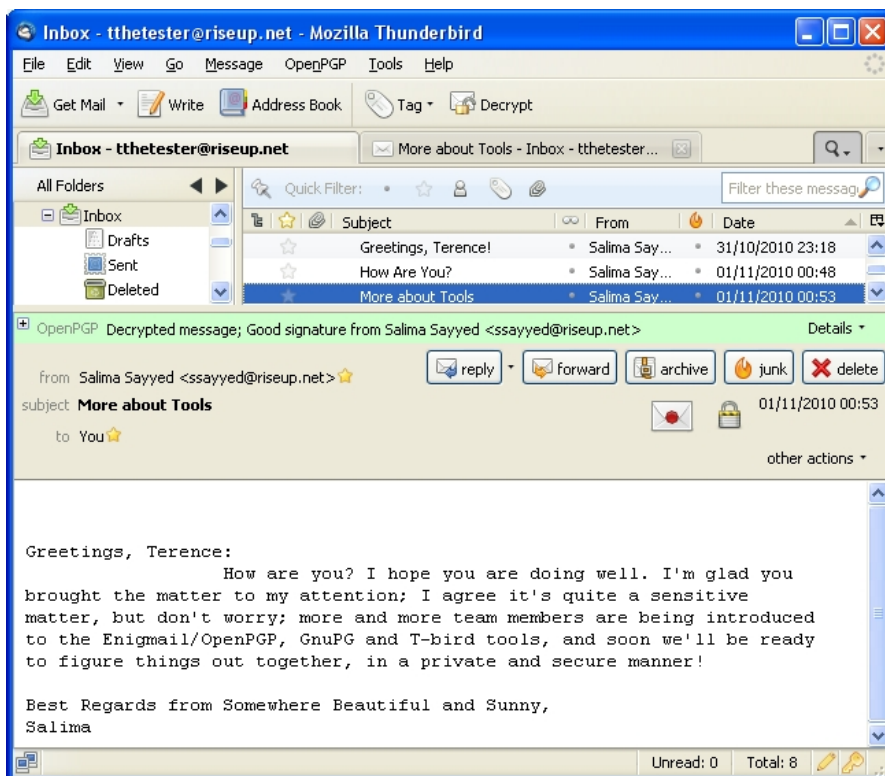 Inbox - tthetester@riseup.net - Mozilla Thunderbird
File Edit View Go Message OpenPGP Tools Help
Get Mail Write Address Book Tag Decrypt
Inbox - tthetester@riseup.net More about Tools - Inbox - tthetester...
All Folders Quick Filter: Filter these messag
Inbox
Drafts
Sent
Deleted
Subject From Date
Greetings, Terence! Salima Say... 31/10/2010 23:18
How Are You? Salima Say... 01/11/2010 00:48
More about Tools Salima Say... 01/11/2010 00:53
OpenPGP Decrypted message; Good signature from Salima Sayyed <ssayyed@riseup.net> Details
from Salima Sayyed <ssayyed@riseup.net> reply forward archive junk delete
subject More about Tools 01/11/2010 00:53
to You
other actions
Greetings, Terence:
How are you? I hope you are doing well. I'm glad you
brought the matter to my attention; I agree it's quite a sensitive
matter, but don't worry; more and more team members are being introduced
to the Enigmail/OpenPGP, GnuPG and T-bird tools, and soon we'll be ready
to figure things out together, in a private and secure manner!
Best Regards from Somewhere Beautiful and Sunny,
Salima
Unread: 0 Total: 8